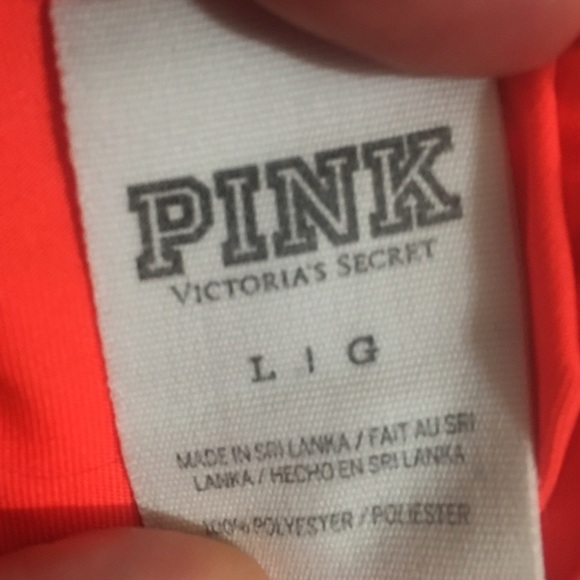 PINK
VICTORIA'S SECRET
L | G
MADE IN SRI LANKA / FAIT AU SRI
LANKA / HECHO EN SRI LANKA
100% POLYESTER / POLIESTER